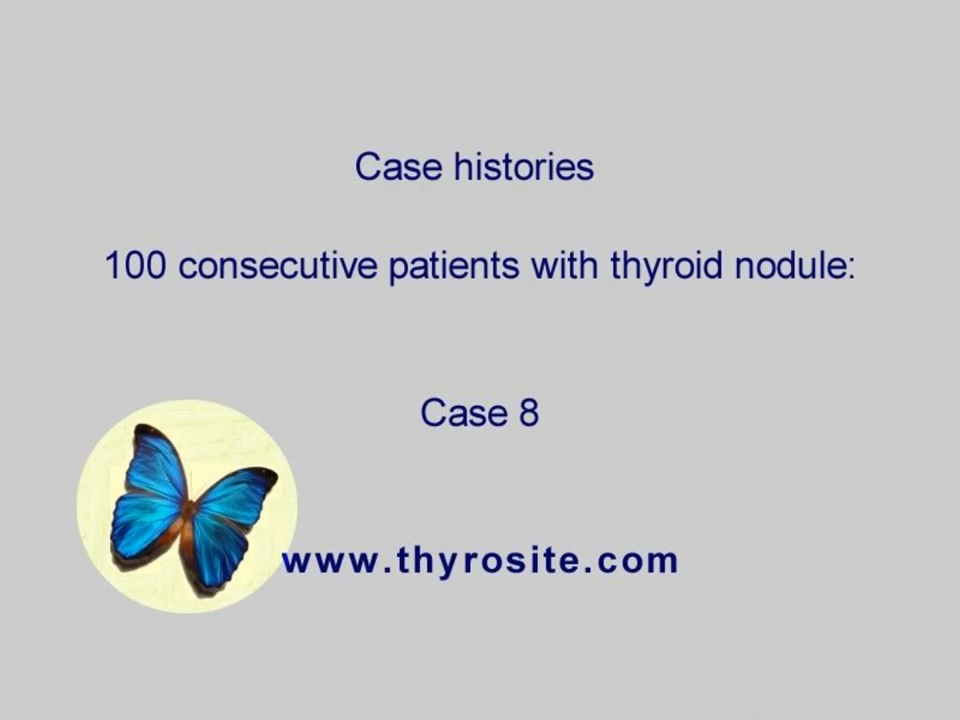 Case histories
100 consecutive patients with thyroid nodule:
Case 8
www.thyrosite.com